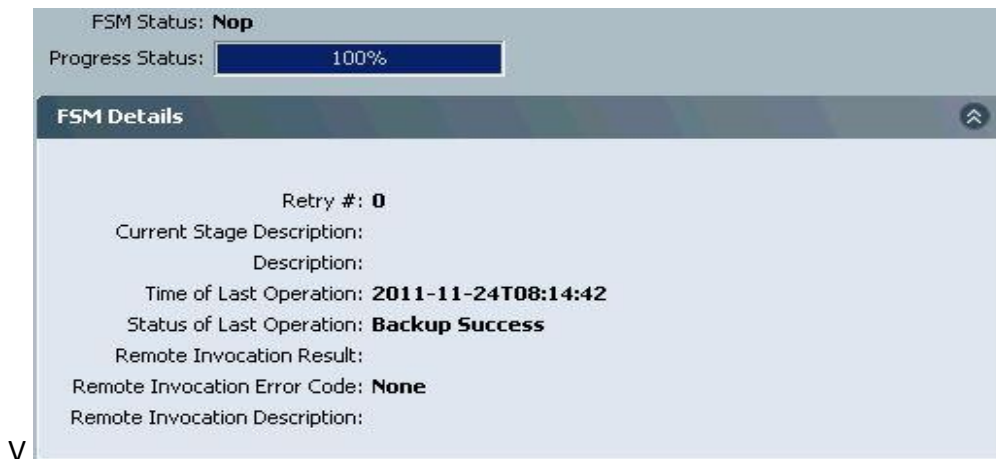 FSM Status: Nop
Progress Status: 100%
FSM Details
Retry #: 0
Current Stage Description:
Description:
Time of Last Operation: 2011-11-24T08:14:42
Status of Last Operation: Backup Success
Remote Invocation Result:
Remote Invocation Error Code: None
Remote Invocation Description:
V